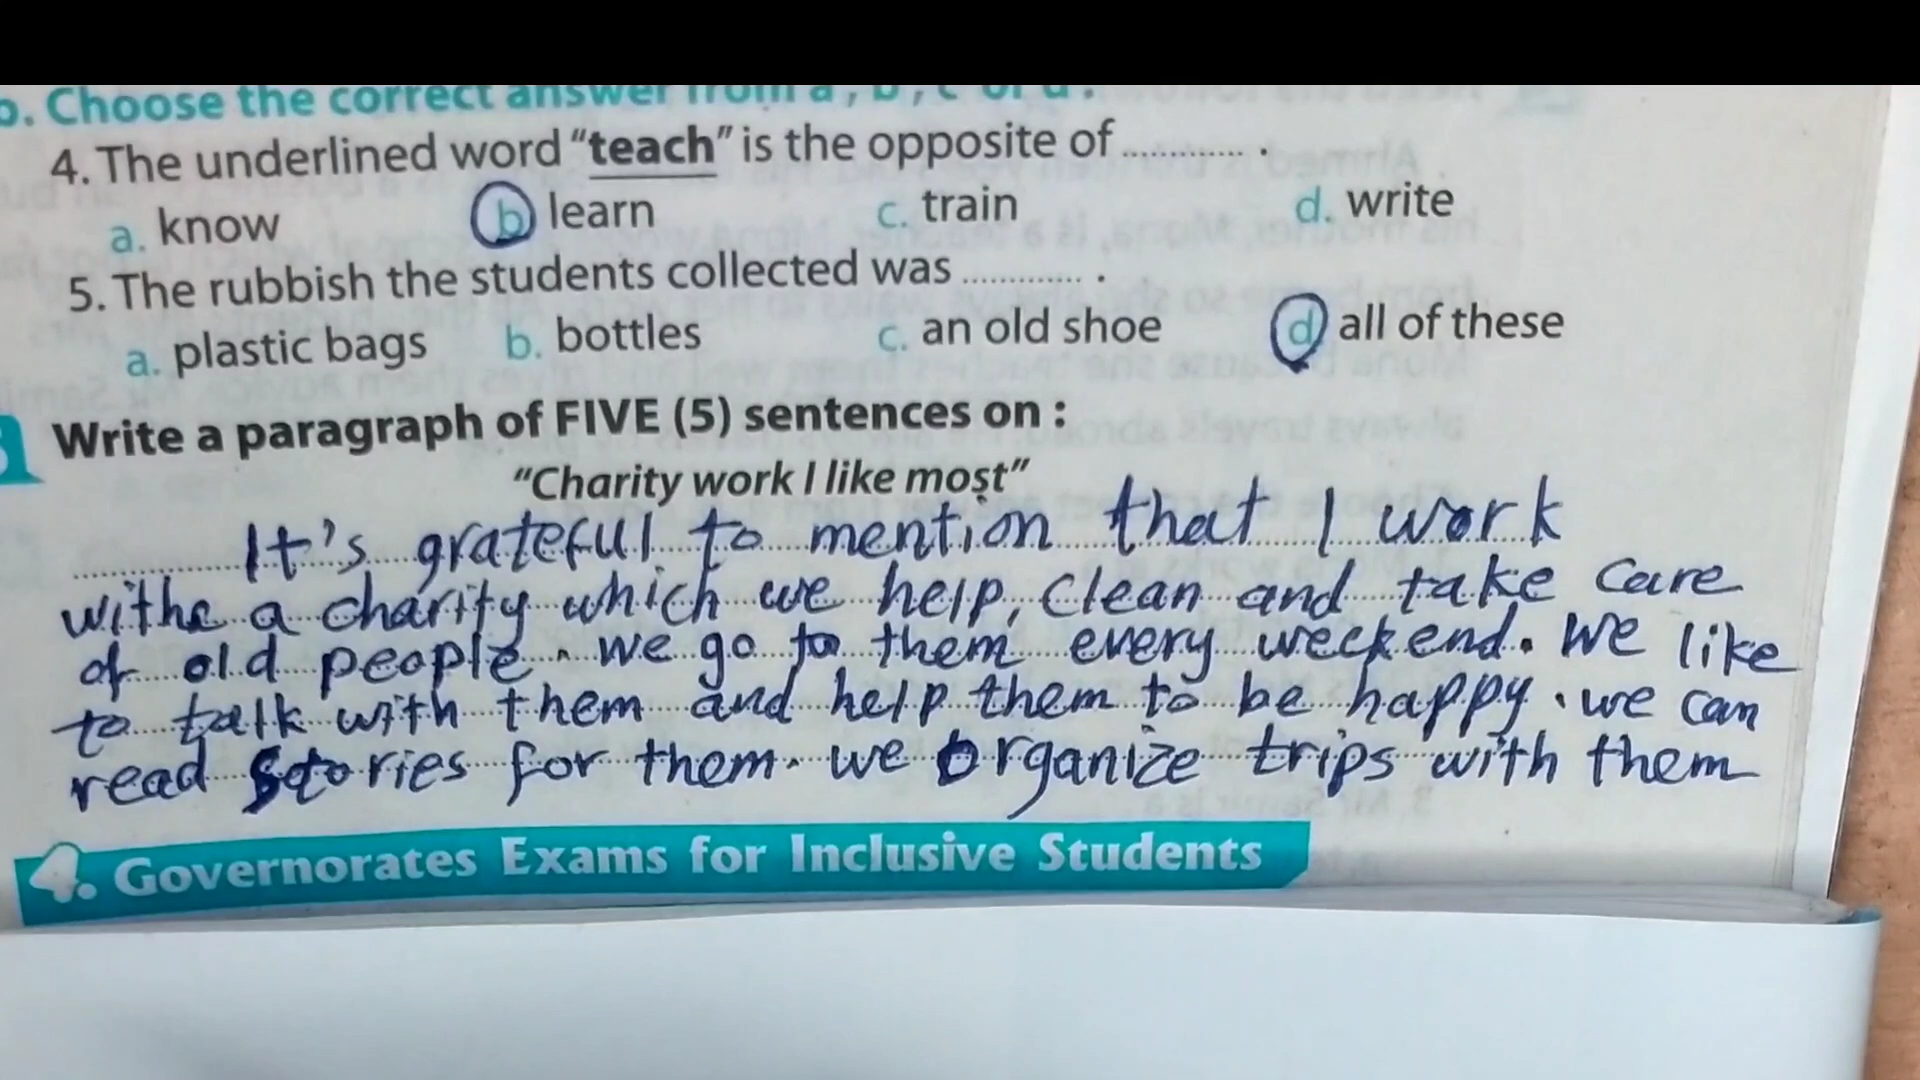 b. Choose the correct answer from a, b, c or d :
4. The underlined word "teach" is the opposite of ............ .
a. know b. learn c. train d. write
5. The rubbish the students collected was ............ .
a. plastic bags b. bottles c. an old shoe d. all of these
Write a paragraph of FIVE (5) sentences on :
"Charity work I like most"
It's grateful to mention that I work
withe a charity which we help, clean and take care
of old people. we go to them every weekend. We like
to talk with them and help them to be happy. we can
read stories for them. we organize trips with them
4. Governorates Exams for Inclusive Students